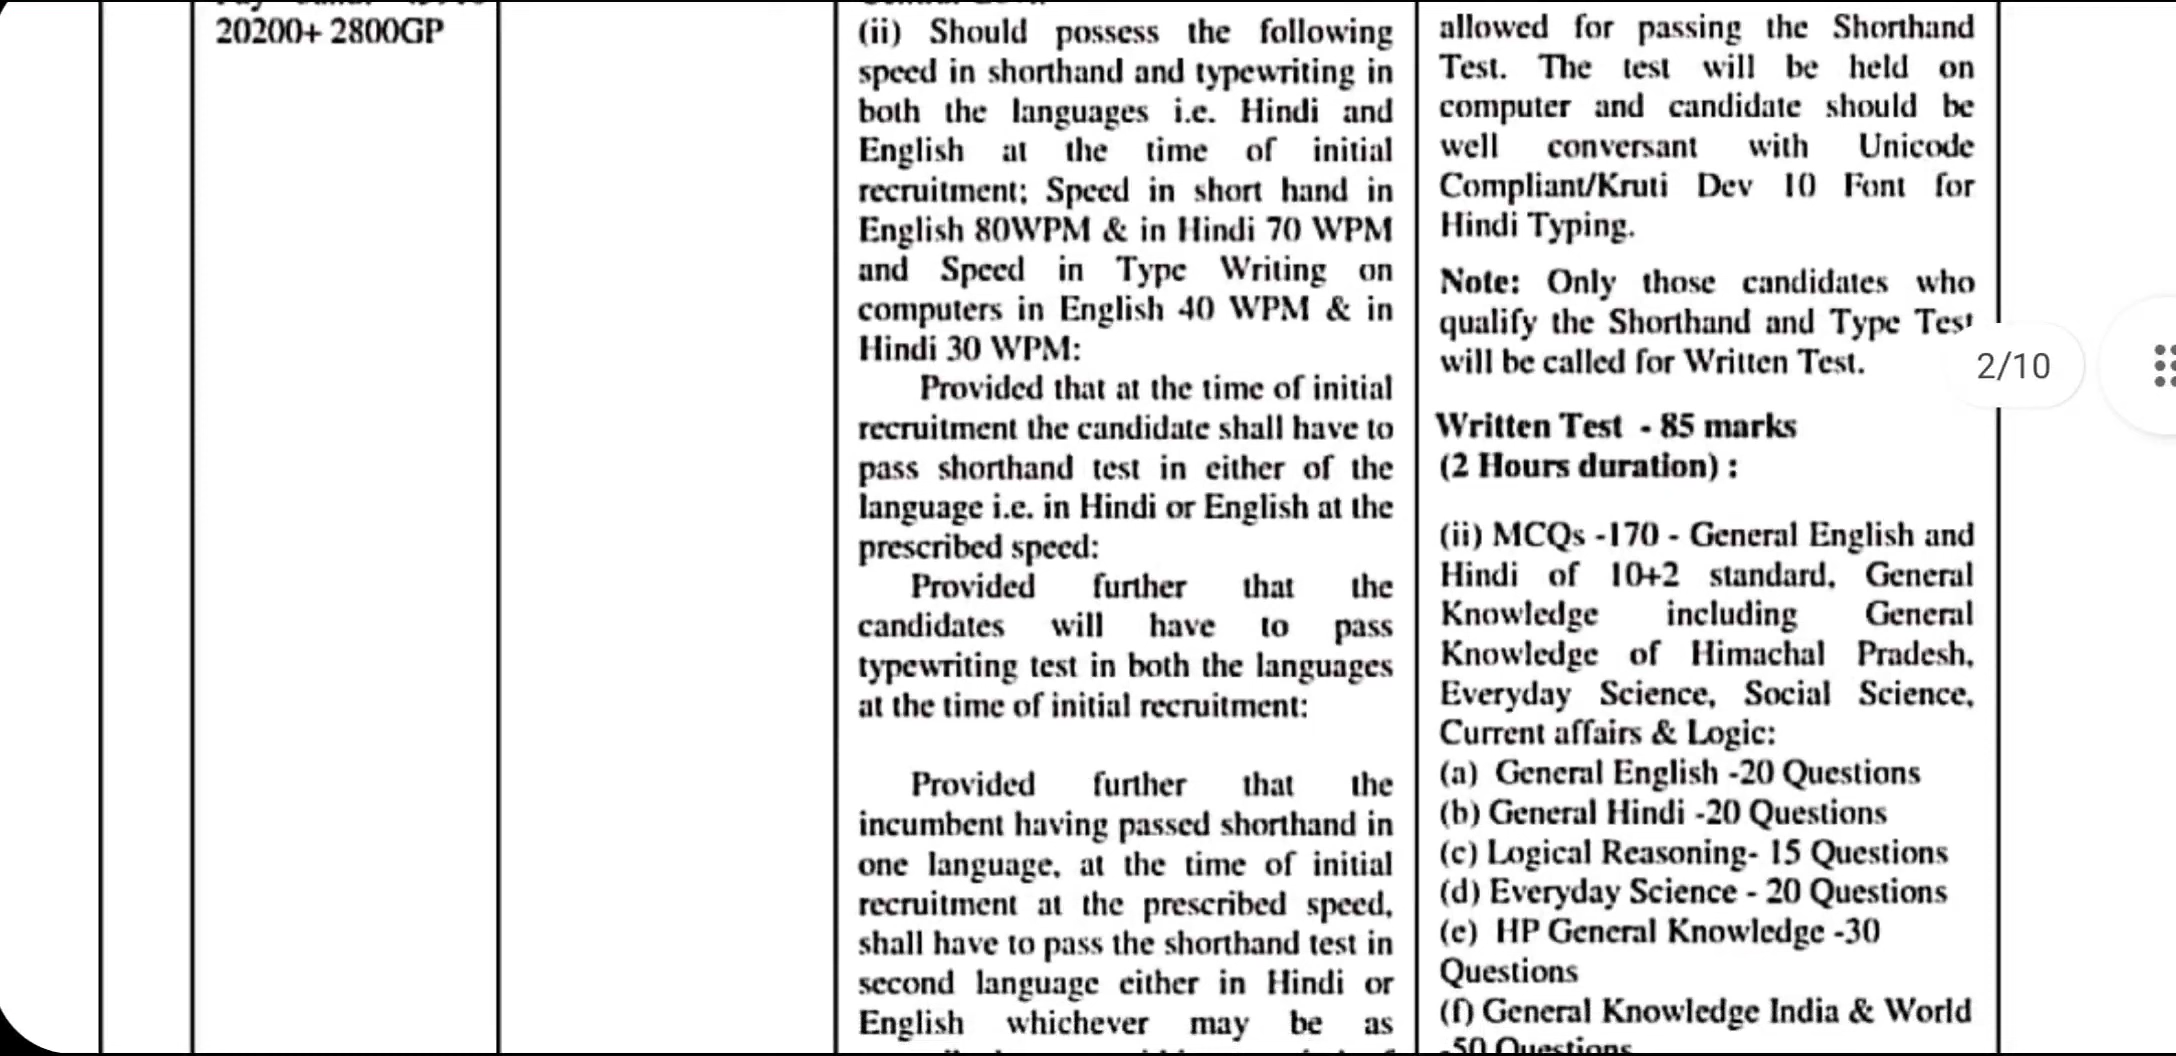 20200+ 2800GP
(ii) Should possess the following
speed in shorthand and typewriting in
both the languages i.e. Hindi and
English at the time of initial
recruitment; Speed in short hand in
English 80WPM & in Hindi 70 WPM
and Speed in Type Writing on
computers in English 40 WPM & in
Hindi 30 WPM:
Provided that at the time of initial
recruitment the candidate shall have to
pass shorthand test in either of the
language i.e. in Hindi or English at the
prescribed speed:
Provided further that the
candidates will have to pass
typewriting test in both the languages
at the time of initial recruitment:
Provided further that the
incumbent having passed shorthand in
one language, at the time of initial
recruitment at the prescribed speed,
shall have to pass the shorthand test in
second language either in Hindi or
English whichever may be as
allowed for passing the Shorthand
Test. The test will be held on
computer and candidate should be
well conversant with Unicode
Compliant/Kruti Dev 10 Font for
Hindi Typing.
Note: Only those candidates who
qualify the Shorthand and Type Test
will be called for Written Test.
Written Test - 85 marks
(2 Hours duration) :
(ii) MCQs -170 - General English and
Hindi of 10+2 standard, General
Knowledge including General
Knowledge of Himachal Pradesh,
Everyday Science, Social Science,
Current affairs & Logic:
(a) General English -20 Questions
(b) General Hindi -20 Questions
(c) Logical Reasoning- 15 Questions
(d) Everyday Science - 20 Questions
(e) HP General Knowledge -30
Questions
(f) General Knowledge India & World
-50 Questions
2/10